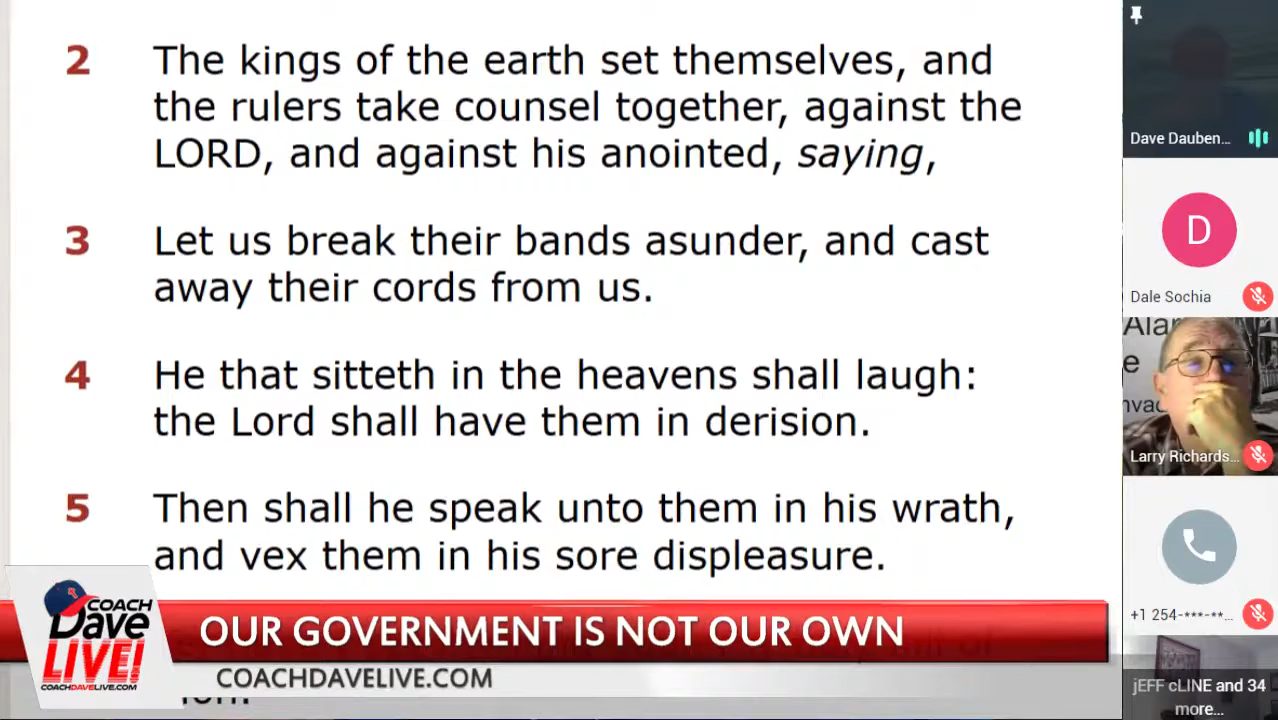 2 The kings of the earth set themselves, and
the rulers take counsel together, against the
LORD, and against his anointed, saying,
3 Let us break their bands asunder, and cast
away their cords from us.
4 He that sitteth in the heavens shall laugh:
the Lord shall have them in derision.
5 Then shall he speak unto them in his wrath,
and vex them in his sore displeasure.
COACH
Dave
LIVE!
COACHDAVELIVE.COM
OUR GOVERNMENT IS NOT OUR OWN
COACHDAVELIVE.COM
Dave Dauben...
D
Dale Sochia
Larry Richards...
+1 254-***-**...
jEFF cLINE and 34
more...